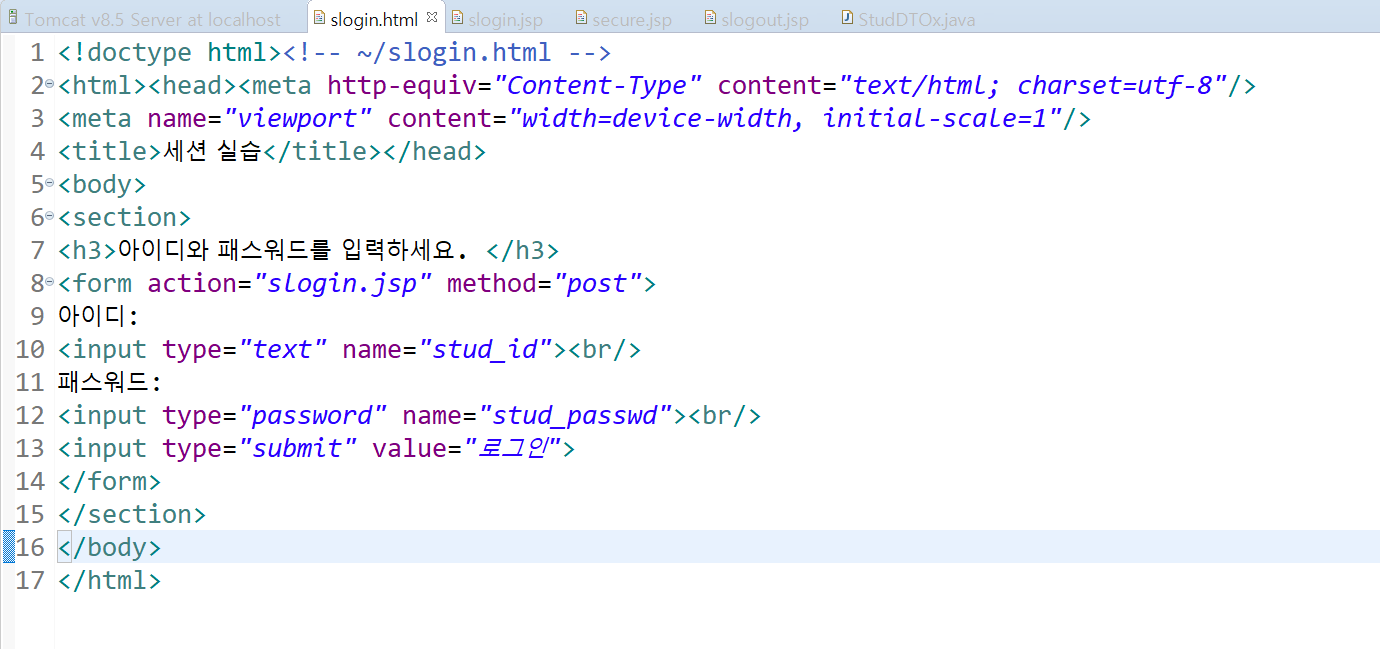 Tomcat v8.5 Server at localhost slogin.html slogin.jsp secure.jsp slogout.jsp StudDTOx.java
1 <!doctype html><!-- ~/slogin.html -->
2 <html><head><meta http-equiv="Content-Type" content="text/html; charset=utf-8"/>
3 <meta name="viewport" content="width=device-width, initial-scale=1"/>
4 <title>세션 실습</title></head>
5 <body>
6 <section>
7 <h3>아이디와 패스워드를 입력하세요. </h3>
8 <form action="slogin.jsp" method="post">
9 아이디:
10 <input type="text" name="stud_id"><br/>
11 패스워드:
12 <input type="password" name="stud_passwd"><br/>
13 <input type="submit" value="로그인">
14 </form>
15 </section>
16 </body>
17 </html>